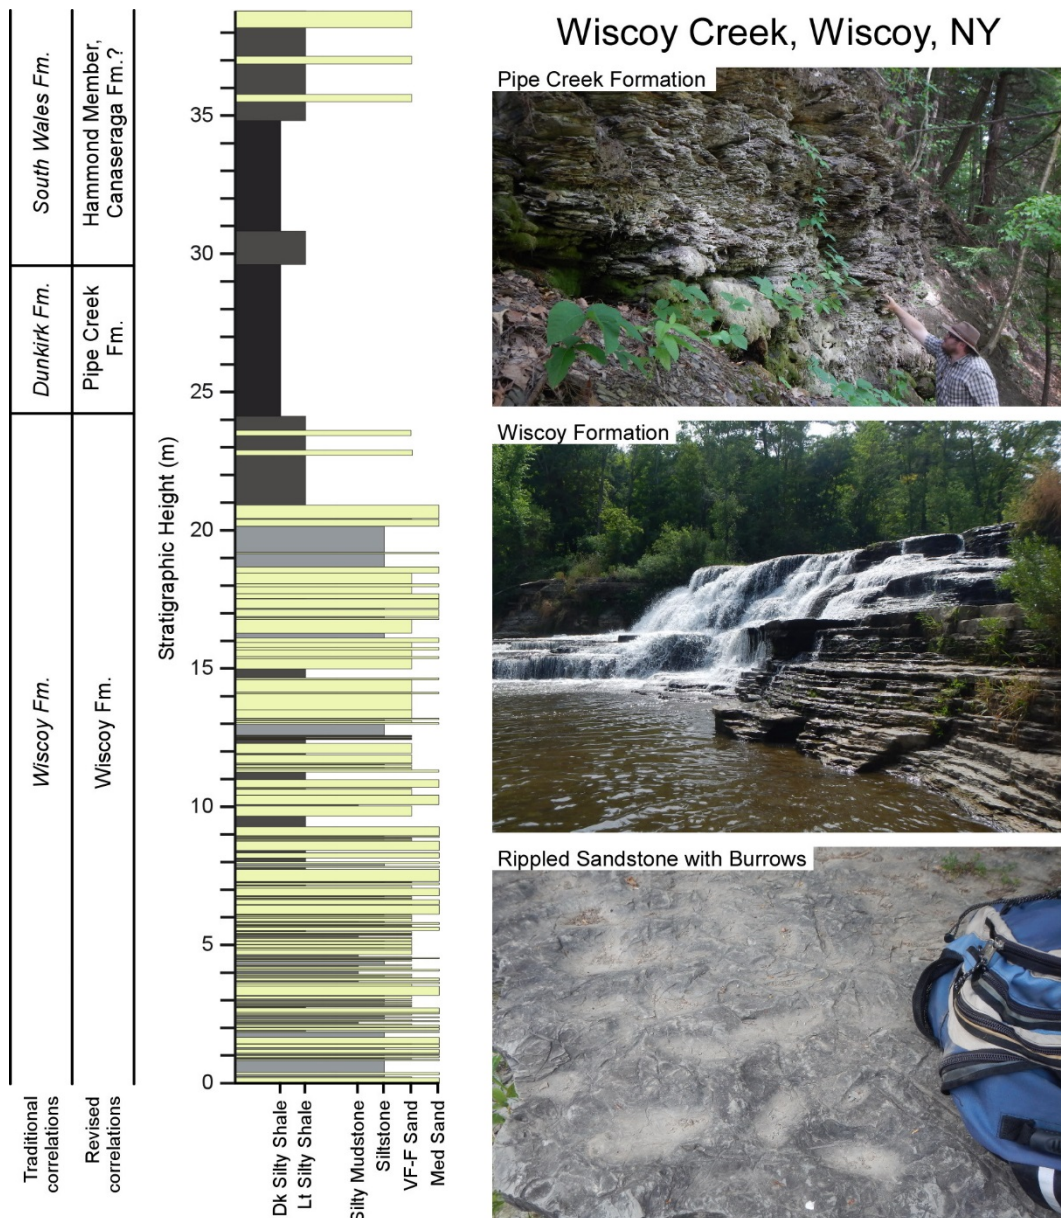 Wiscoy Creek, Wiscoy, NY
South Wales Fm.
Hammond Member,
Canaseraga Fm.?
Dunkirk Fm.
Pipe Creek
Fm.
Wiscoy Fm.
Wiscoy Fm.
Traditional
correlations
Revised
correlations
Stratigraphic Height (m)
35
30
25
20
15
10
5
0
Dk Silty Shale
Lt Silty Shale
Silty Mudstone
Siltstone
VF-F Sand
Med Sand
Pipe Creek Formation
Wiscoy Formation
Rippled Sandstone with Burrows